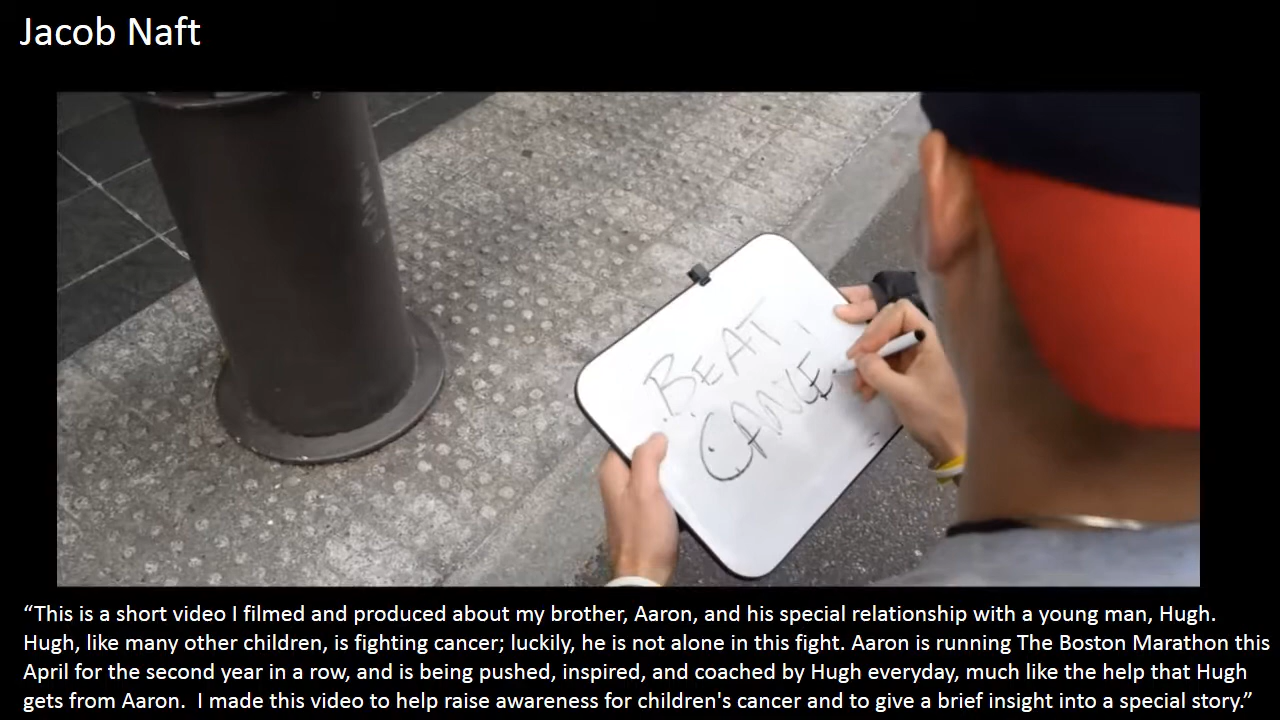 Jacob Naft
BEAT
CANCE
“This is a short video I filmed and produced about my brother, Aaron, and his special relationship with a young man, Hugh.
Hugh, like many other children, is fighting cancer; luckily, he is not alone in this fight. Aaron is running The Boston Marathon this
April for the second year in a row, and is being pushed, inspired, and coached by Hugh everyday, much like the help that Hugh
gets from Aaron.  I made this video to help raise awareness for children's cancer and to give a brief insight into a special story.”